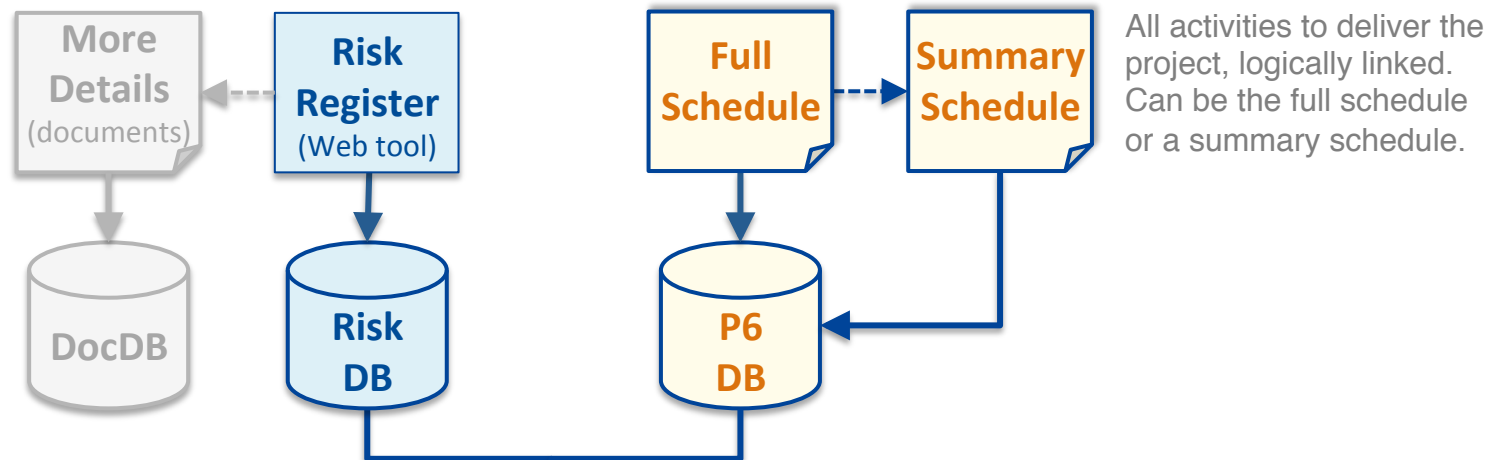 More
Details
(documents)
Risk
Register
(Web tool)
Full
Schedule
Summary
Schedule
All activities to deliver the
project, logically linked.
Can be the full schedule
or a summary schedule.
DocDB
Risk
DB
P6
DB